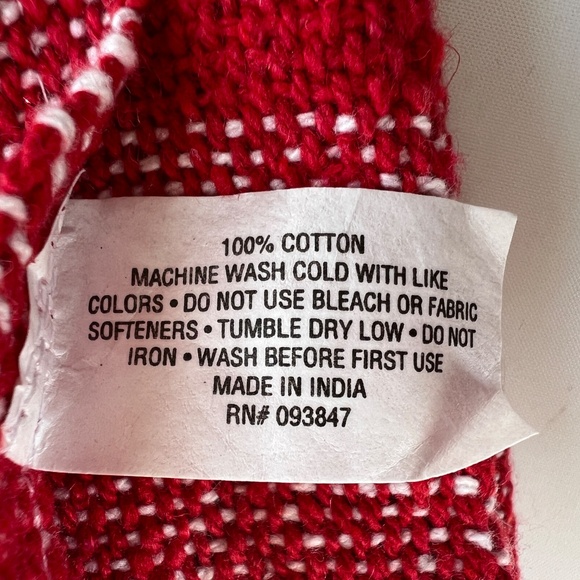 100% COTTON
MACHINE WASH COLD WITH LIKE
COLORS • DO NOT USE BLEACH OR FABRIC
SOFTENERS • TUMBLE DRY LOW • DO NOT
IRON • WASH BEFORE FIRST USE
MADE IN INDIA
RN# 093847